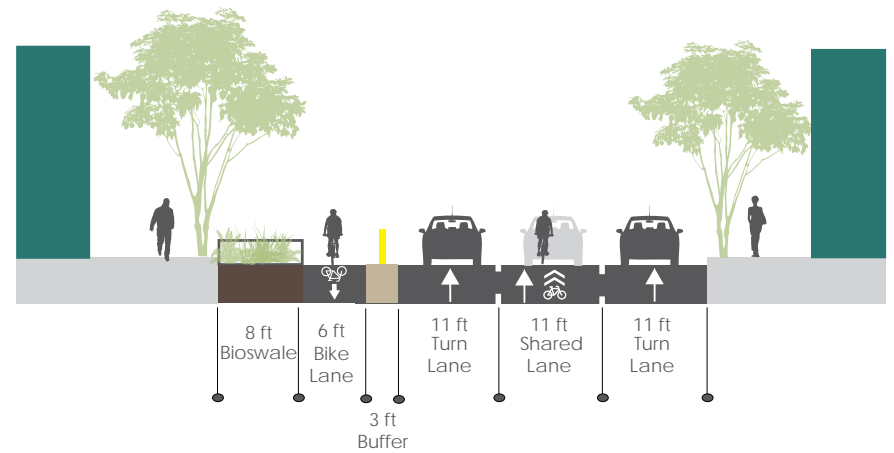 8 ft
Bioswale
6 ft
Bike
Lane
3 ft
Buffer
11 ft
Turn
Lane
11 ft
Shared
Lane
11 ft
Turn
Lane